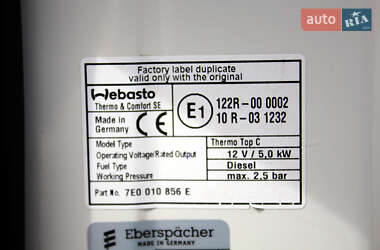 auto RIA
Factory label duplicate
valid only with the original
Webasto
Thermo & Comfort SE
Made in
Germany
CE
E1
122R-00 0002
10 R-03 1232
Model Type
Thermo Top C
Operating Voltage/Rated Output
12 V / 5,0 kW
Fuel Type
Diesel
Working Pressure
max. 2,5 bar
Part No. 7E0 010 856 E
Eberspächer
MADE IN GERMANY